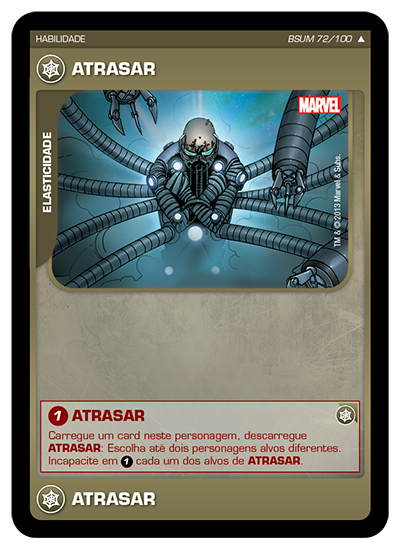 HABILIDADE
BSUM 72/100 ▲
ATRASAR
MARVEL
ELASTICIDADE
TM & © 2013 Marvel & Subs.
1 ATRASAR
Carregue um card neste personagem, descarregue
ATRASAR: Escolha até dois personagens alvos diferentes.
Incapacite em 1 cada um dos alvos de ATRASAR.
ATRASAR